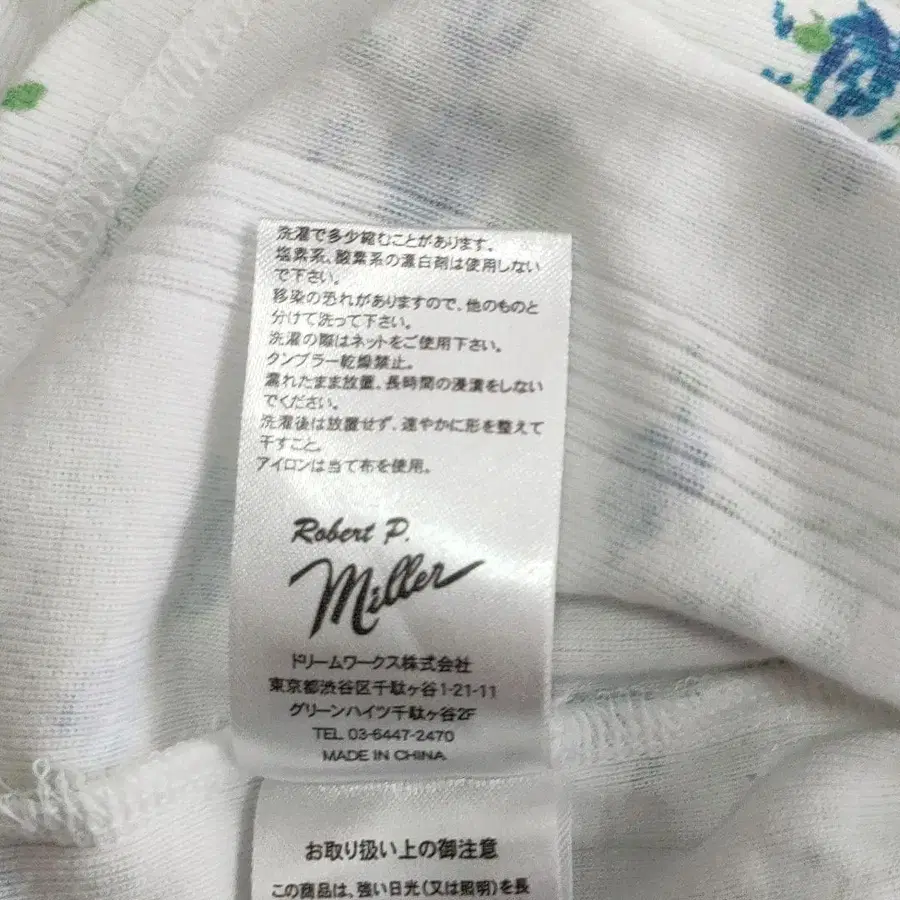 洗濯で多少縮むことがあります。
塩素系、酸素系の漂白剤は使用しない
で下さい。
移染の恐れがありますので、他のものと
分けて洗って下さい。
洗濯の際はネットをご使用下さい。
タンブラー乾燥禁止。
濡れたまま放置、長時間の浸漬をしない
でください。
洗濯後は放置せず、速やかに形を整えて
干すこと。
アイロンは当て布を使用。
Robert P.
Miller
ドリームワークス株式会社
東京都渋谷区千駄ヶ谷1-21-11
グリーンハイツ千駄ヶ谷2F
TEL 03-6447-2470
MADE IN CHINA
お取り扱い上の御注意
この商品は、強い日光(又は照明)を長